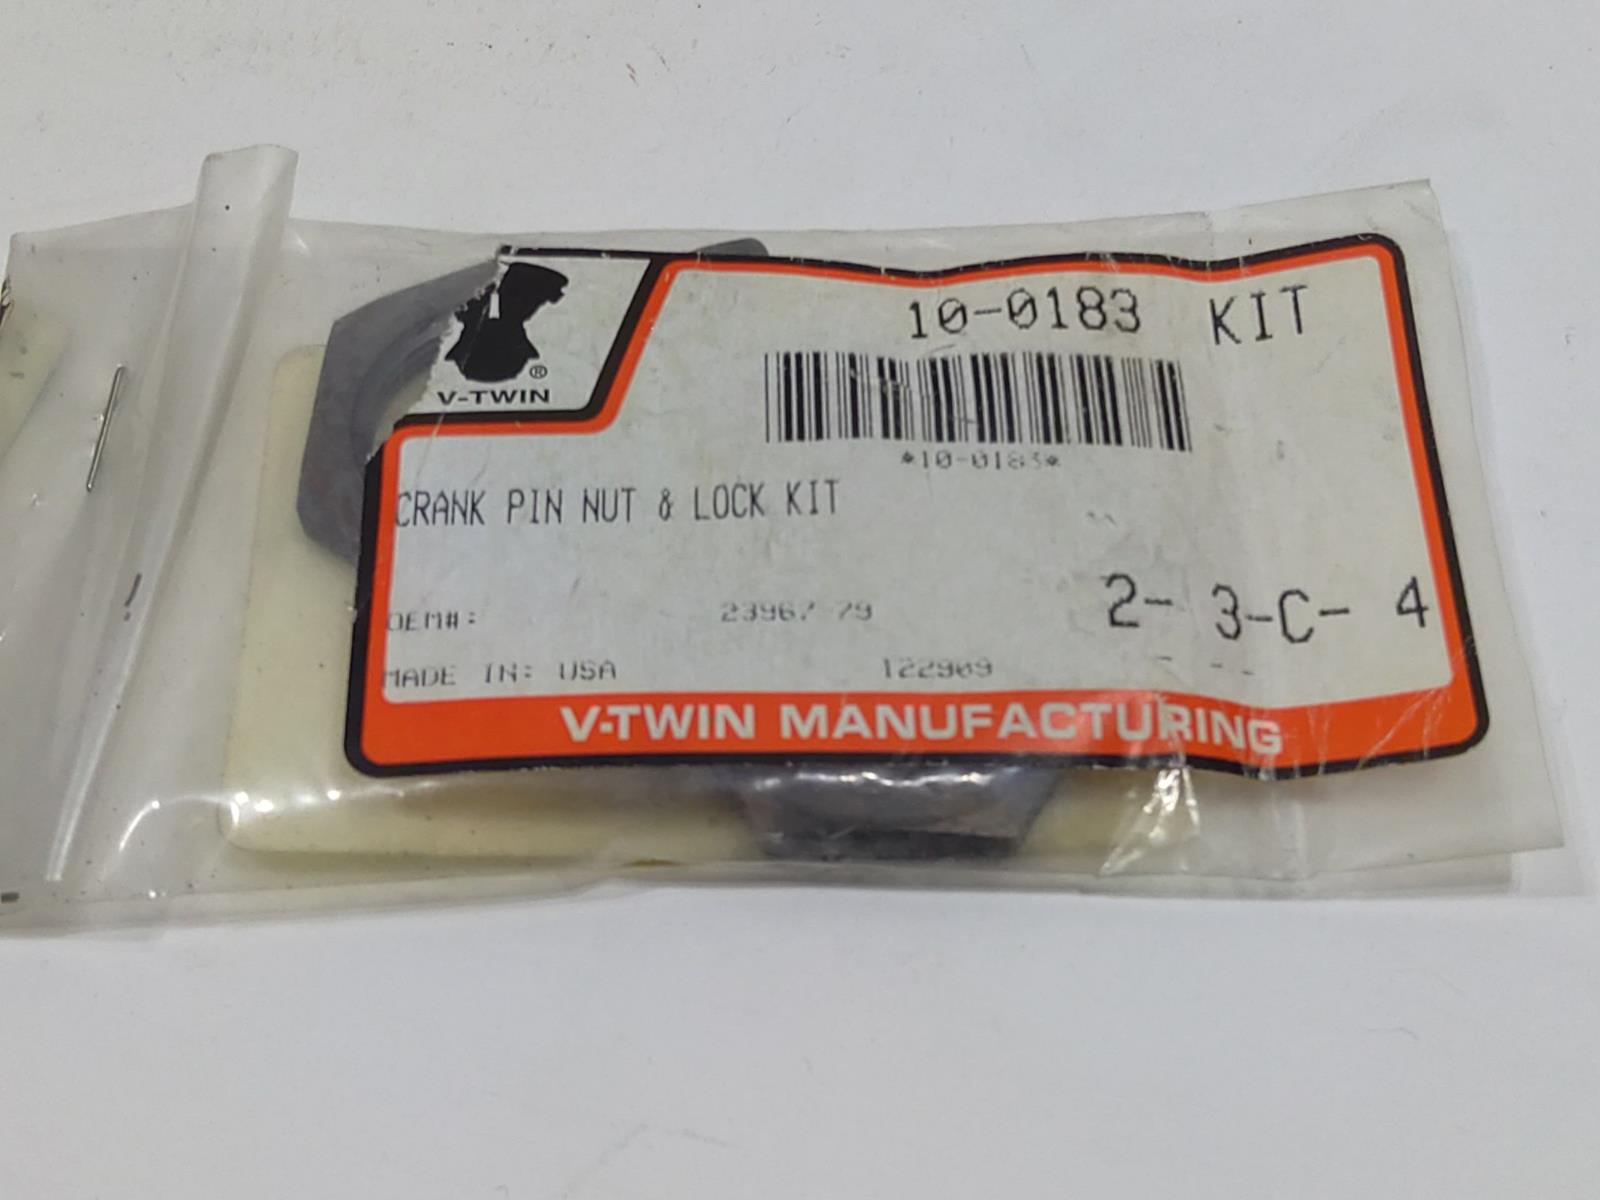 10-0183 KIT
®
V-TWIN
*10-0183*
CRANK PIN NUT & LOCK KIT
OEM#: 23967-79
2- 3-C- 4
MADE IN: USA 122909
V-TWIN MANUFACTURING